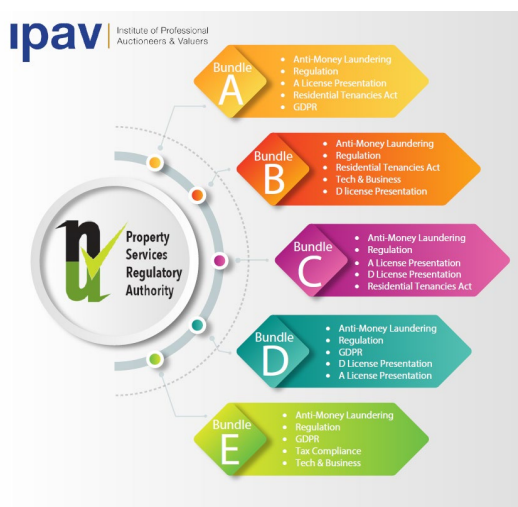 ipav
Institute of Professional
Auctioneers & Valuers
Bundle
A
• Anti-Money Laundering
• Regulation
• A License Presentation
• Residential Tenancies Act
• GDPR
Bundle
B
• Anti-Money Laundering
• Regulation
• Residential Tenancies Act
• Tech & Business
• D license Presentation
Property
Services
Regulatory
Authority
Bundle
C
• Anti-Money Laundering
• Regulation
• A License Presentation
• D License Presentation
• Residential Tenancies Act
Bundle
D
• Anti-Money Laundering
• Regulation
• GDPR
• D License Presentation
• A License Presentation
Bundle
E
• Anti-Money Laundering
• Regulation
• GDPR
• Tax Compliance
• Tech & Business